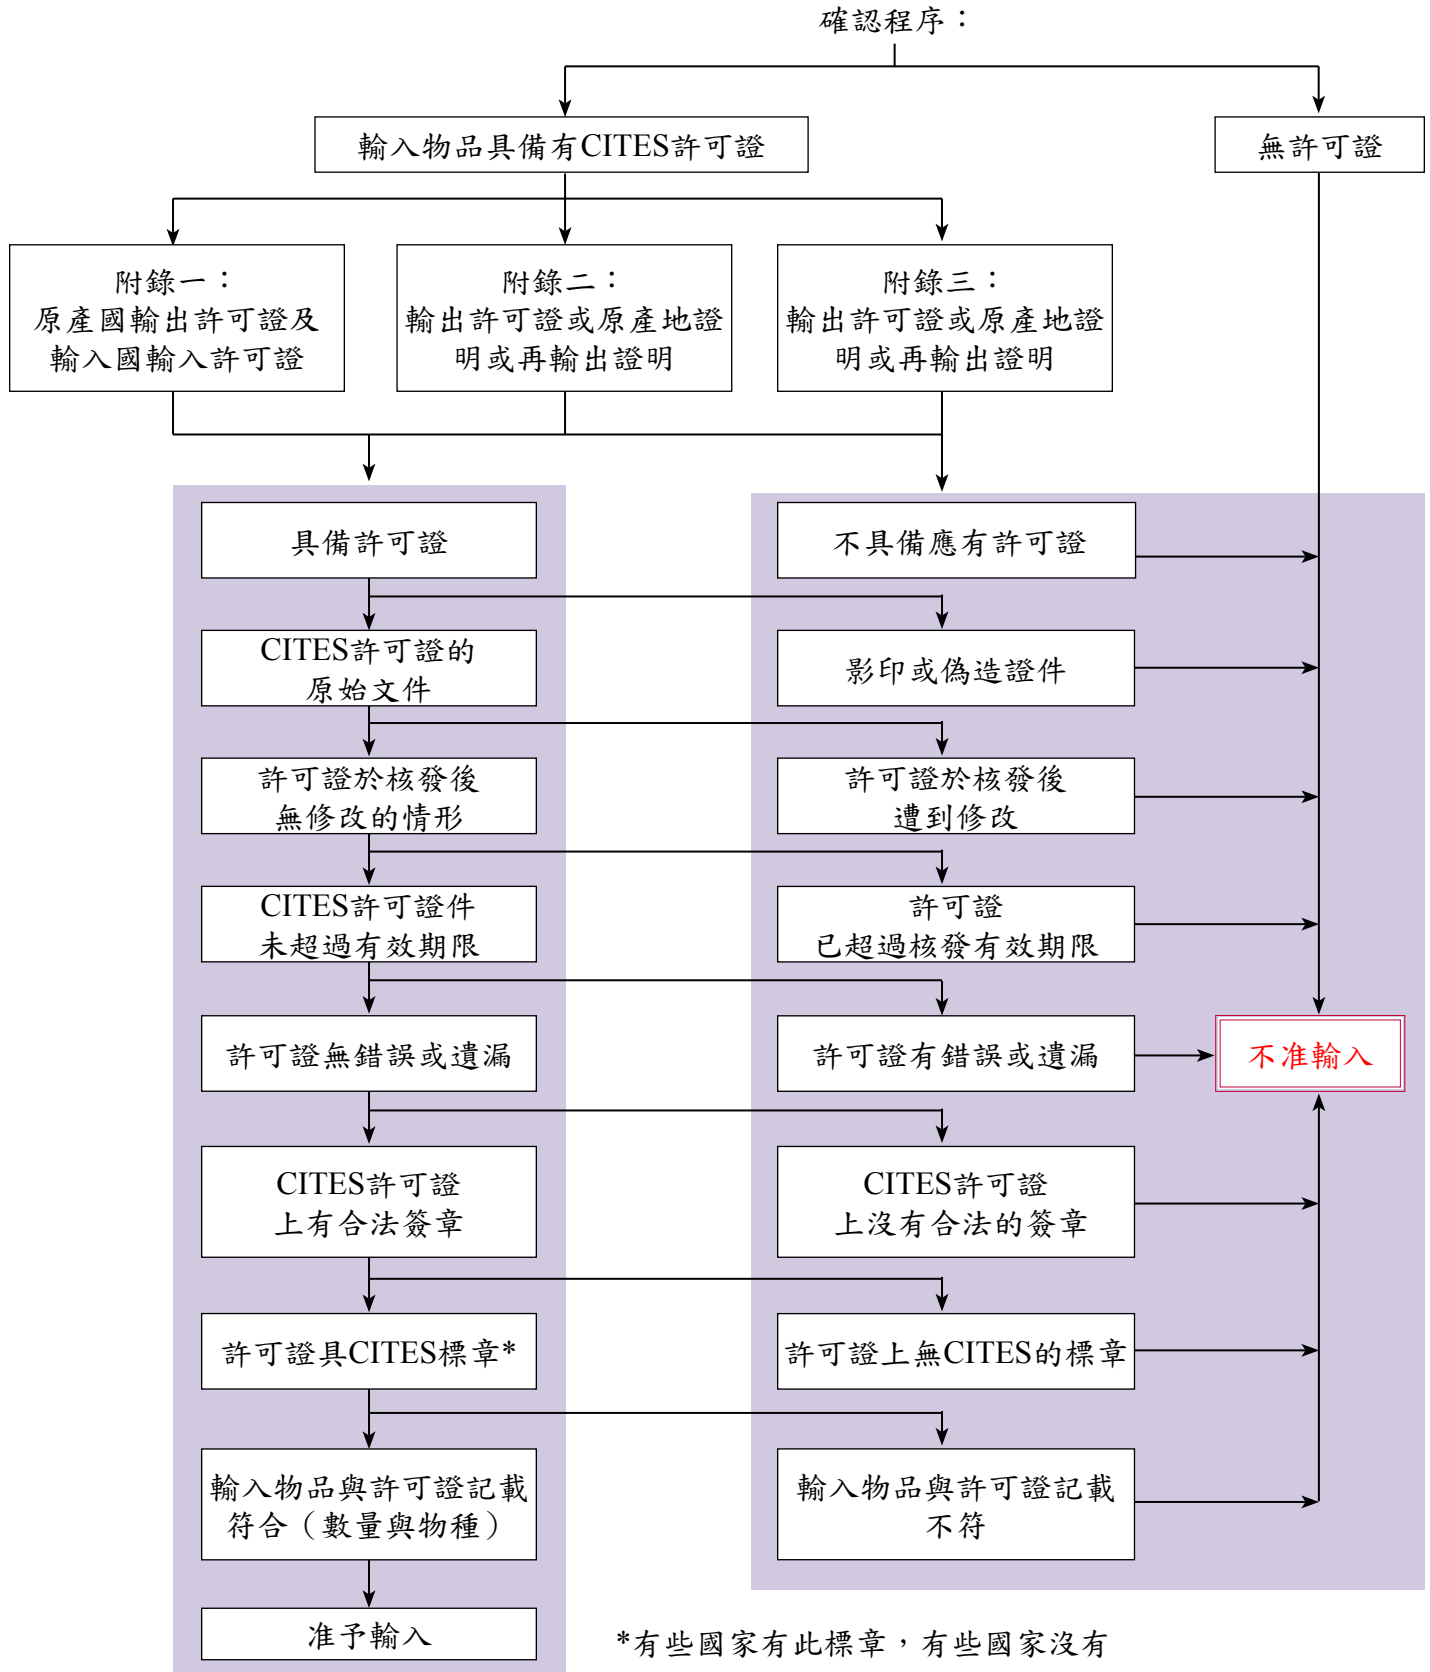 確認程序：
輸入物品具備有CITES許可證
無許可證
附錄一：
原產國輸出許可證及
輸入國輸入許可證
附錄二：
輸出許可證或原產地證
明或再輸出證明
附錄三：
輸出許可證或原產地證
明或再輸出證明
具備許可證
不具備應有許可證
CITES許可證的
原始文件
影印或偽造證件
許可證於核發後
無修改的情形
許可證於核發後
遭到修改
CITES許可證件
未超過有效期限
許可證
已超過核發有效期限
許可證無錯誤或遺漏
許可證有錯誤或遺漏
不准輸入
CITES許可證
上有合法簽章
CITES許可證
上沒有合法的簽章
許可證具CITES標章*
許可證上無CITES的標章
輸入物品與許可證記載
符合（數量與物種）
輸入物品與許可證記載
不符
准予輸入
*有些國家有此標章，有些國家沒有